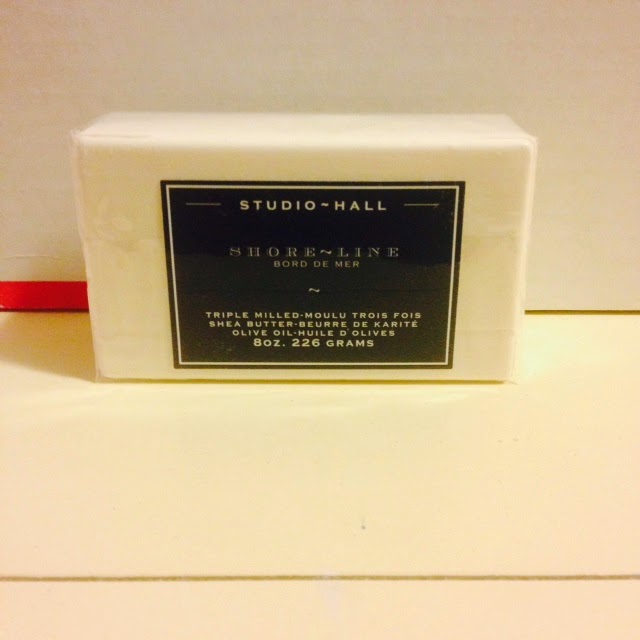 STUDIO~HALL
SHORE~LINE
BORD DE MER
~
TRIPLE MILLED-MOULU TROIS FOIS
SHEA BUTTER-BEURRE DE KARITÉ
OLIVE OIL-HUILE D'OLIVES
8OZ. 226 GRAMS